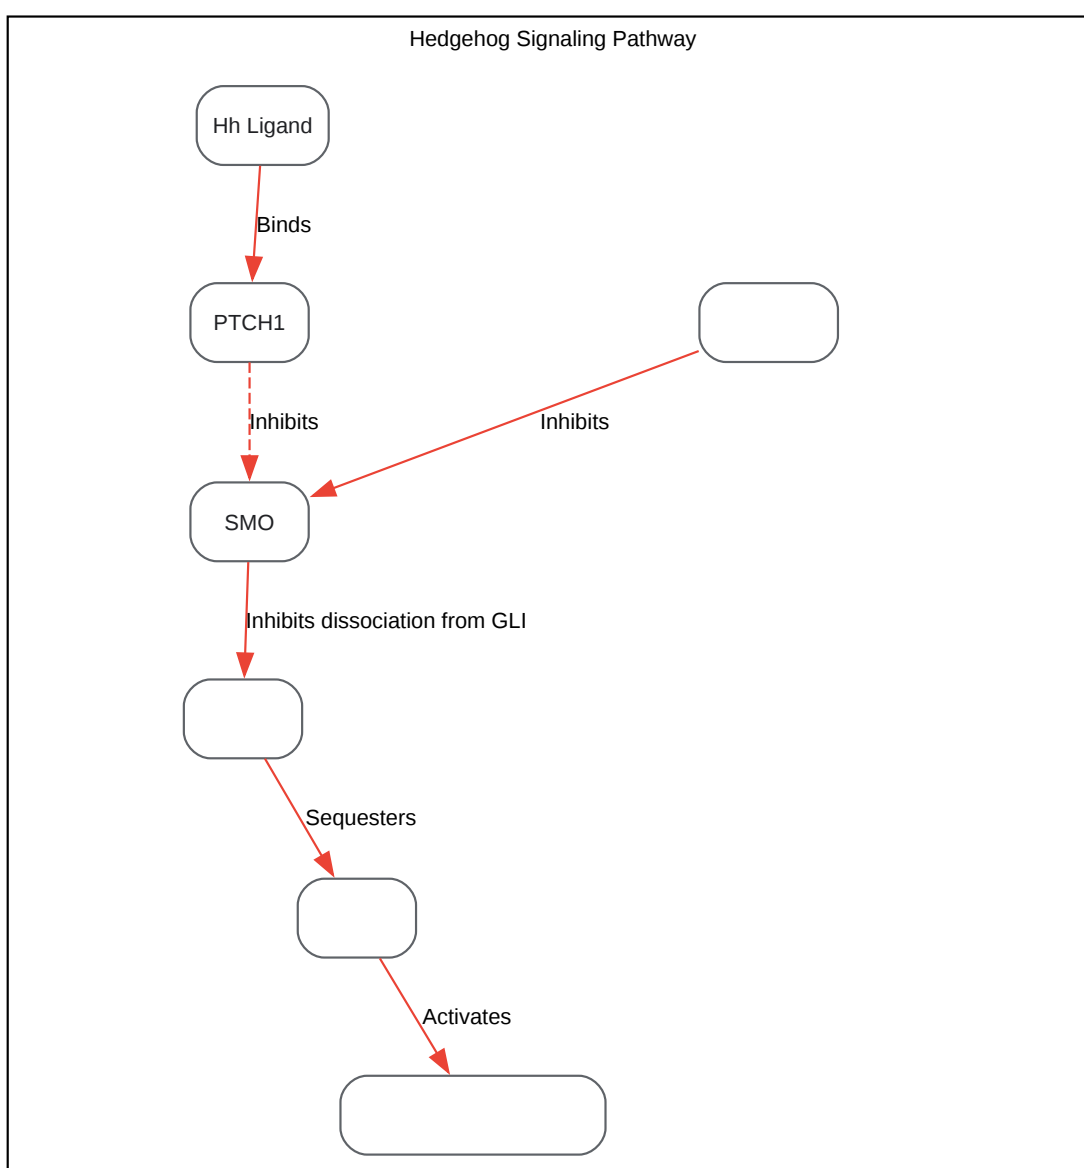 Hedgehog Signaling Pathway
Hh Ligand
Binds
PTCH1
Inhibits
Inhibits
SMO
Inhibits dissociation from GLI
Sequesters
Activates